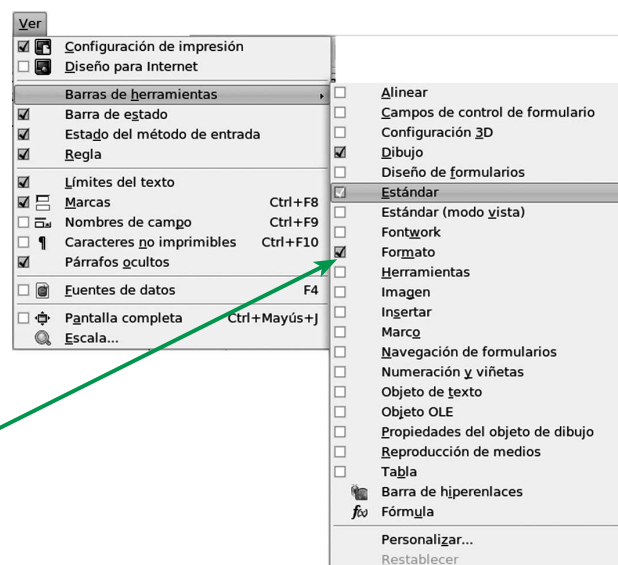 Ver
Configuración de impresión
Diseño para Internet
Barras de herramientas
Barra de estado
Estado del método de entrada
Regla
Límites del texto
Marcas Ctrl+F8
Nombres de campo Ctrl+F9
Caracteres no imprimibles Ctrl+F10
Párrafos ocultos
Fuentes de datos F4
Pantalla completa Ctrl+Mayús+J
Escala...
Alinear
Campos de control de formulario
Configuración 3D
Dibujo
Diseño de formularios
Estándar
Estándar (modo vista)
Fontwork
Formato
Herramientas
Imagen
Insertar
Marco
Navegación de formularios
Numeración y viñetas
Objeto de texto
Objeto OLE
Propiedades del objeto de dibujo
Reproducción de medios
Tabla
Barra de hiperenlaces
Fórmula
Personalizar...
Restablecer